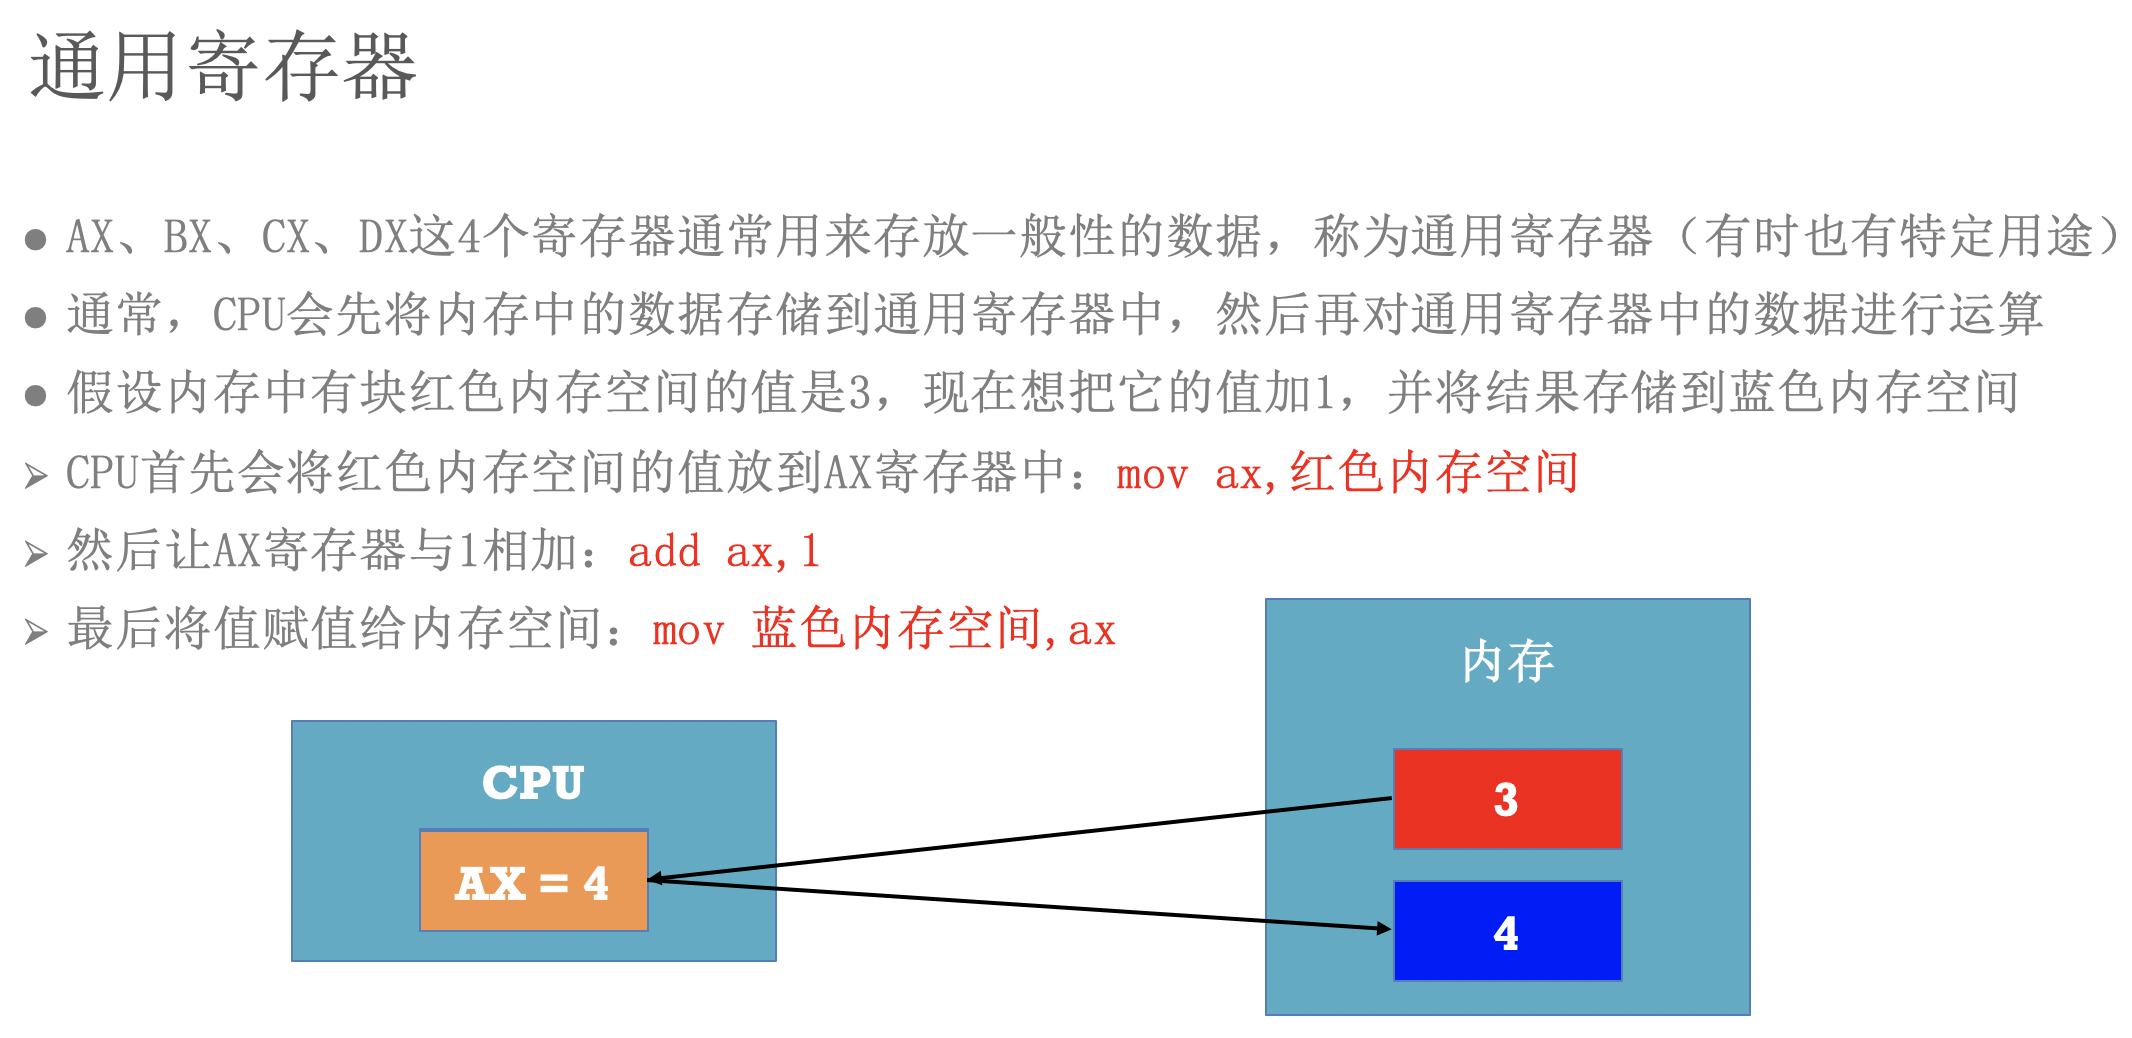 通用寄存器
AX、BX、CX、DX这4个寄存器通常用来存放一般性的数据，称为通用寄存器（有时也有特定用途）
通常，CPU会先将内存中的数据存储到通用寄存器中，然后再对通用寄存器中的数据进行运算
假设内存中有块红色内存空间的值是3，现在想把它的值加1，并将结果存储到蓝色内存空间
CPU首先会将红色内存空间的值放到AX寄存器中：mov ax,红色内存空间
然后让AX寄存器与1相加：add ax,1
最后将值赋值给内存空间：mov 蓝色内存空间,ax
内存
CPU
3
AX = 4
4